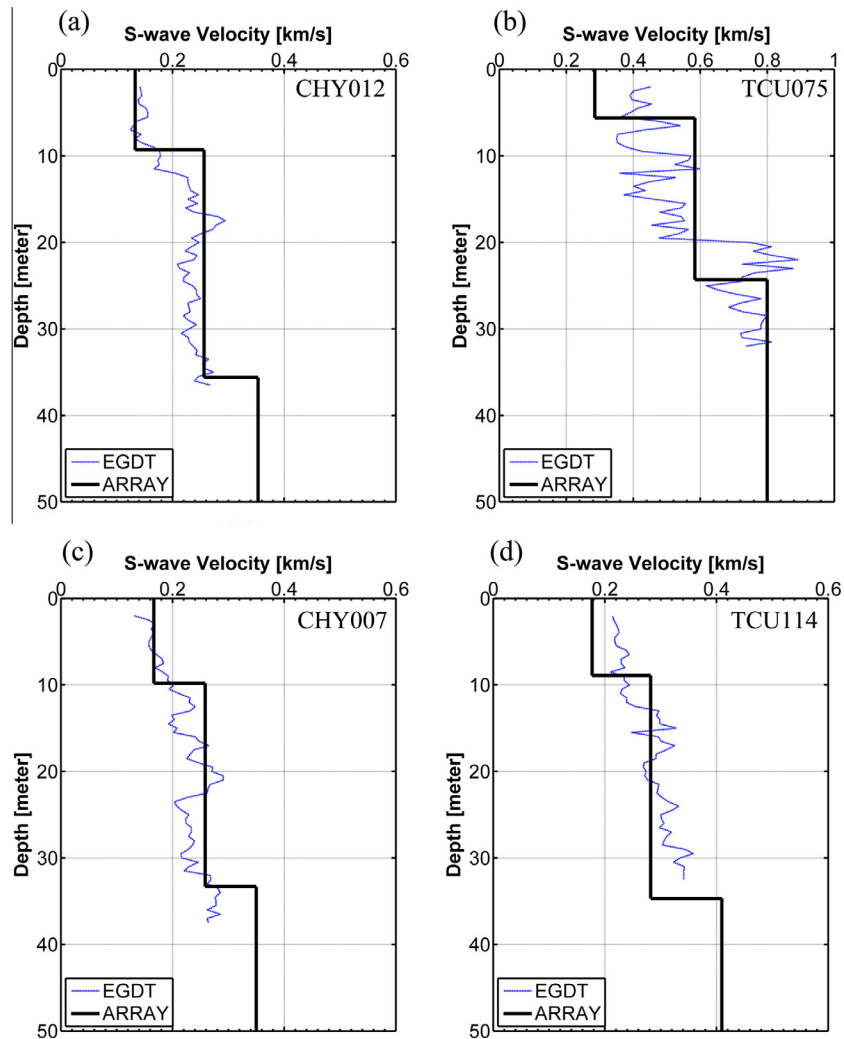 (a)
S-wave Velocity [km/s]
0 0.2 0.4 0.6
CHY012
0
10
20
30
40
50
Depth [meter]
EGDT
ARRAY
(b)
S-wave Velocity [km/s]
0 0.2 0.4 0.6 0.8 1
TCU075
0
10
20
30
40
50
Depth [meter]
EGDT
ARRAY
(c)
S-wave Velocity [km/s]
0 0.2 0.4 0.6
CHY007
0
10
20
30
40
50
Depth [meter]
EGDT
ARRAY
(d)
S-wave Velocity [km/s]
0 0.2 0.4 0.6
TCU114
0
10
20
30
40
50
Depth [meter]
EGDT
ARRAY